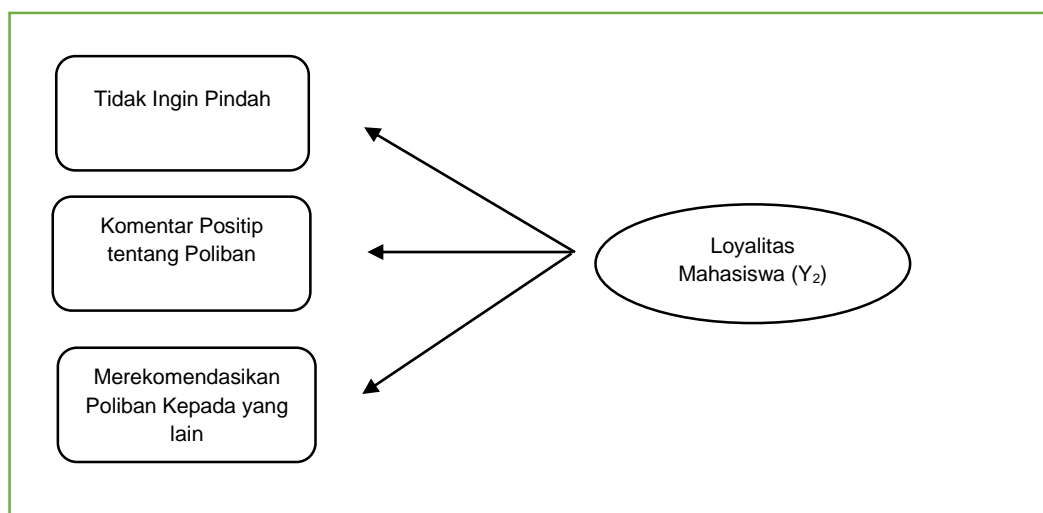 Tidak Ingin Pindah
Komentar Positip
tentang Poliban
Merekomendasikan
Poliban Kepada yang
lain
Loyalitas
Mahasiswa (Y₂)